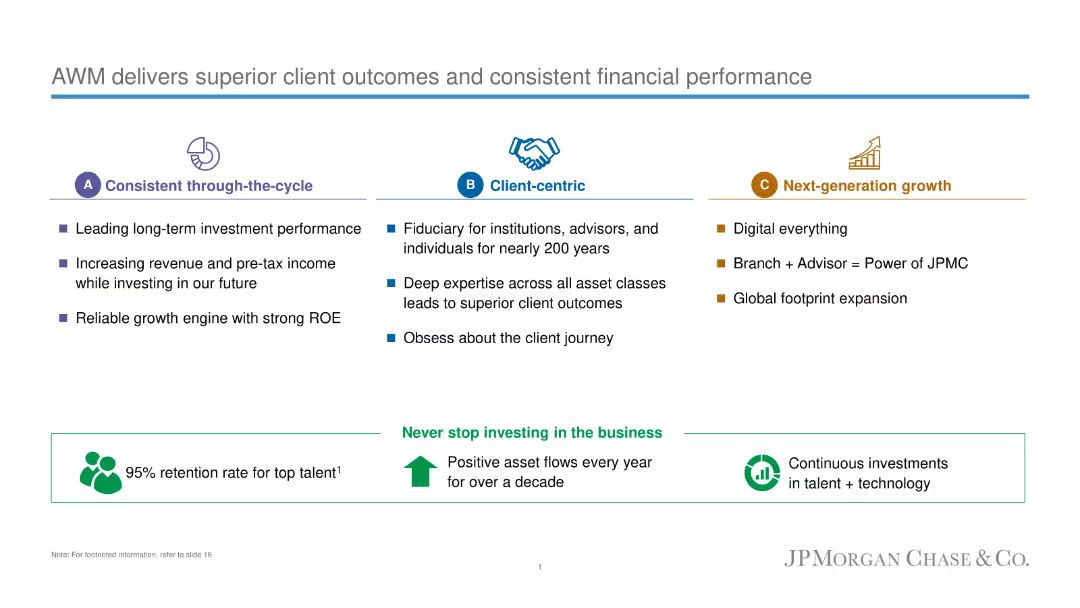 AWM delivers superior client outcomes and consistent financial performance
A Consistent through-the-cycle
■ Leading long-term investment performance
■ Increasing revenue and pre-tax income
while investing in our future
■ Reliable growth engine with strong ROE
B Client-centric
■ Fiduciary for institutions, advisors, and
individuals for nearly 200 years
■ Deep expertise across all asset classes
leads to superior client outcomes
■ Obsess about the client journey
C Next-generation growth
■ Digital everything
■ Branch + Advisor = Power of JPMC
■ Global footprint expansion
Never stop investing in the business
95% retention rate for top talent¹
Positive asset flows every year
for over a decade
Continuous investments
in talent + technology
Note: For footnoted information, refer to slide 16
1
JPMORGAN CHASE & CO.